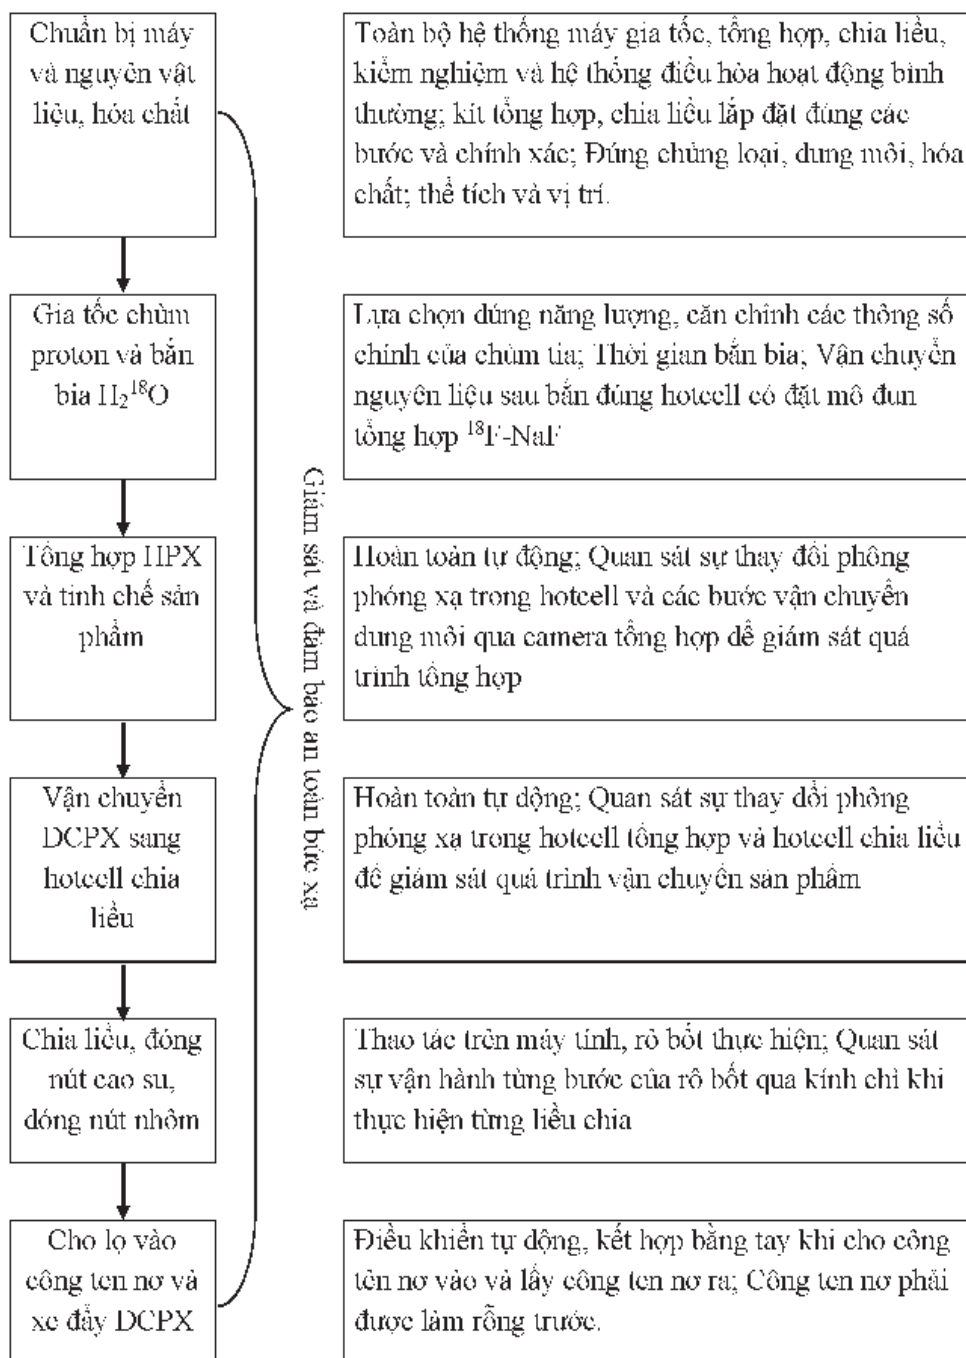 Chuẩn bị máy
và nguyên vật
liệu, hóa chất
Toàn bộ hệ thống máy gia tốc, tổng hợp, chia liều,
kiểm nghiệm và hệ thống điều hòa hoạt động bình
thường; kít tổng hợp, chia liều lắp đặt đúng các
bước và chính xác; Đúng chủng loại, dung môi, hóa
chất; thể tích và vị trí.
Gia tốc chùm
proton và bắn
bia H₂¹⁸O
Lựa chọn đúng năng lượng, căn chỉnh các thông số
chính của chùm tia; Thời gian bắn bia; Vận chuyển
nguyên liệu sau bắn đúng hotcell có đặt mô đun
tổng hợp ¹⁸F-NaF
Tổng hợp HPX
và tinh chế sản
phẩm
Hoàn toàn tự động; Quan sát sự thay đổi phông
phóng xạ trong hotcell và các bước vận chuyển
dung môi qua camera tổng hợp để giám sát quá
trình tổng hợp
Giám sát và đảm bảo an toàn bức xạ
Vận chuyển
DCPX sang
hotcell chia
liều
Hoàn toàn tự động; Quan sát sự thay đổi phông
phóng xạ trong hotcell tổng hợp và hotcell chia liều
để giám sát quá trình vận chuyển sản phẩm
Chia liều, đóng
nút cao su,
đóng nút nhôm
Thao tác trên máy tính, rô bốt thực hiện; Quan sát
sự vận hành từng bước của rô bốt qua kính chì khi
thực hiện từng liều chia
Cho lọ vào
công ten nơ và
xe đẩy DCPX
Điều khiển tự động, kết hợp bằng tay khi cho công
tên nơ vào và lấy công ten nơ ra; Công ten nơ phải
được làm rỗng trước.